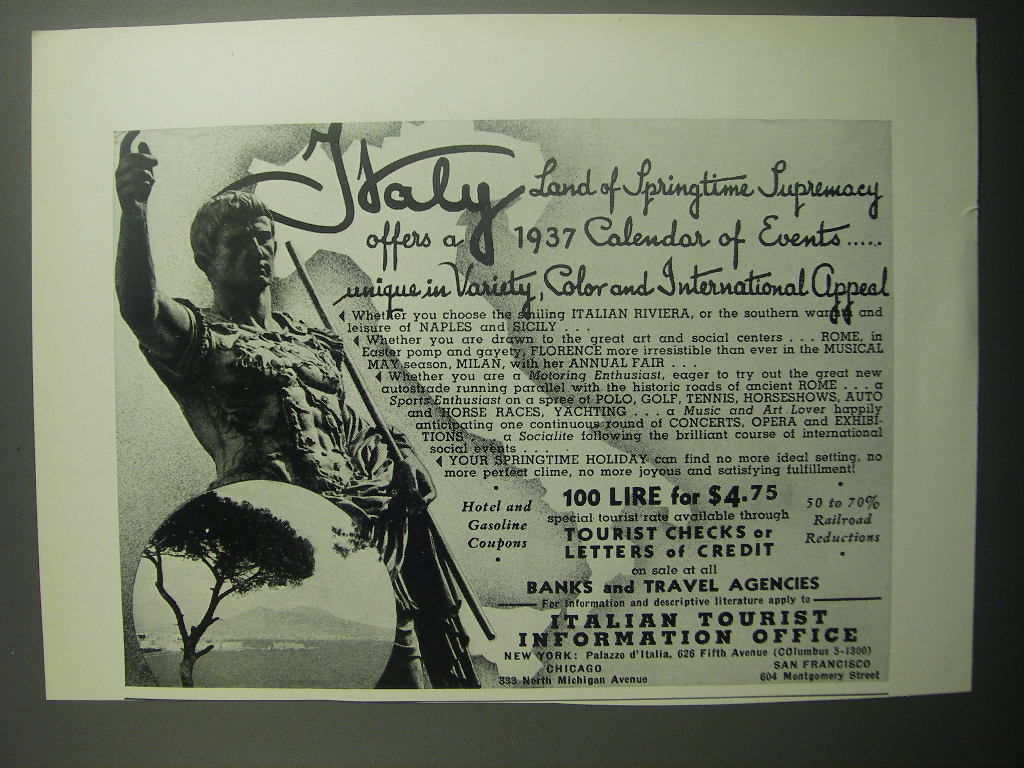 Italy Land of Springtime Supremacy
offers a 1937 Calendar of Events.....
unique in Variety, Color and International Appeal
Whether you choose the smiling ITALIAN RIVIERA, or the southern warmth and
leisure of NAPLES and SICILY . . .
Whether you are drawn to the great art and social centers . . . ROME, in
Easter pomp and gayety, FLORENCE more irresistible than ever in the MUSICAL
MAY season, MILAN, with her ANNUAL FAIR . . .
Whether you are a Motoring Enthusiast, eager to try out the great new
autostrade running parallel with the historic roads of ancient ROME . . . a
Sports Enthusiast on a spree of POLO, GOLF, TENNIS, HORSESHOWS, AUTO
and HORSE RACES, YACHTING . . . a Music and Art Lover happily
anticipating one continuous round of CONCERTS, OPERA and EXHIBI-
TIONS . . . a Socialite following the brilliant course of international
social events . . . .
YOUR SPRINGTIME HOLIDAY can find no more ideal setting, no
more perfect clime, no more joyous and satisfying fulfillment!
Hotel and
Gasoline
Coupons
100 LIRE for $4.75
special tourist rate available through
TOURIST CHECKS or
LETTERS of CREDIT
on sale at all
BANKS and TRAVEL AGENCIES
50 to 70%
Railroad
Reductions
For information and descriptive literature apply to
ITALIAN TOURIST
INFORMATION OFFICE
NEW YORK: Palazzo d'Italia, 626 Fifth Avenue (COlumbus 5-1300)
CHICAGO
333 North Michigan Avenue
SAN FRANCISCO
604 Montgomery Street